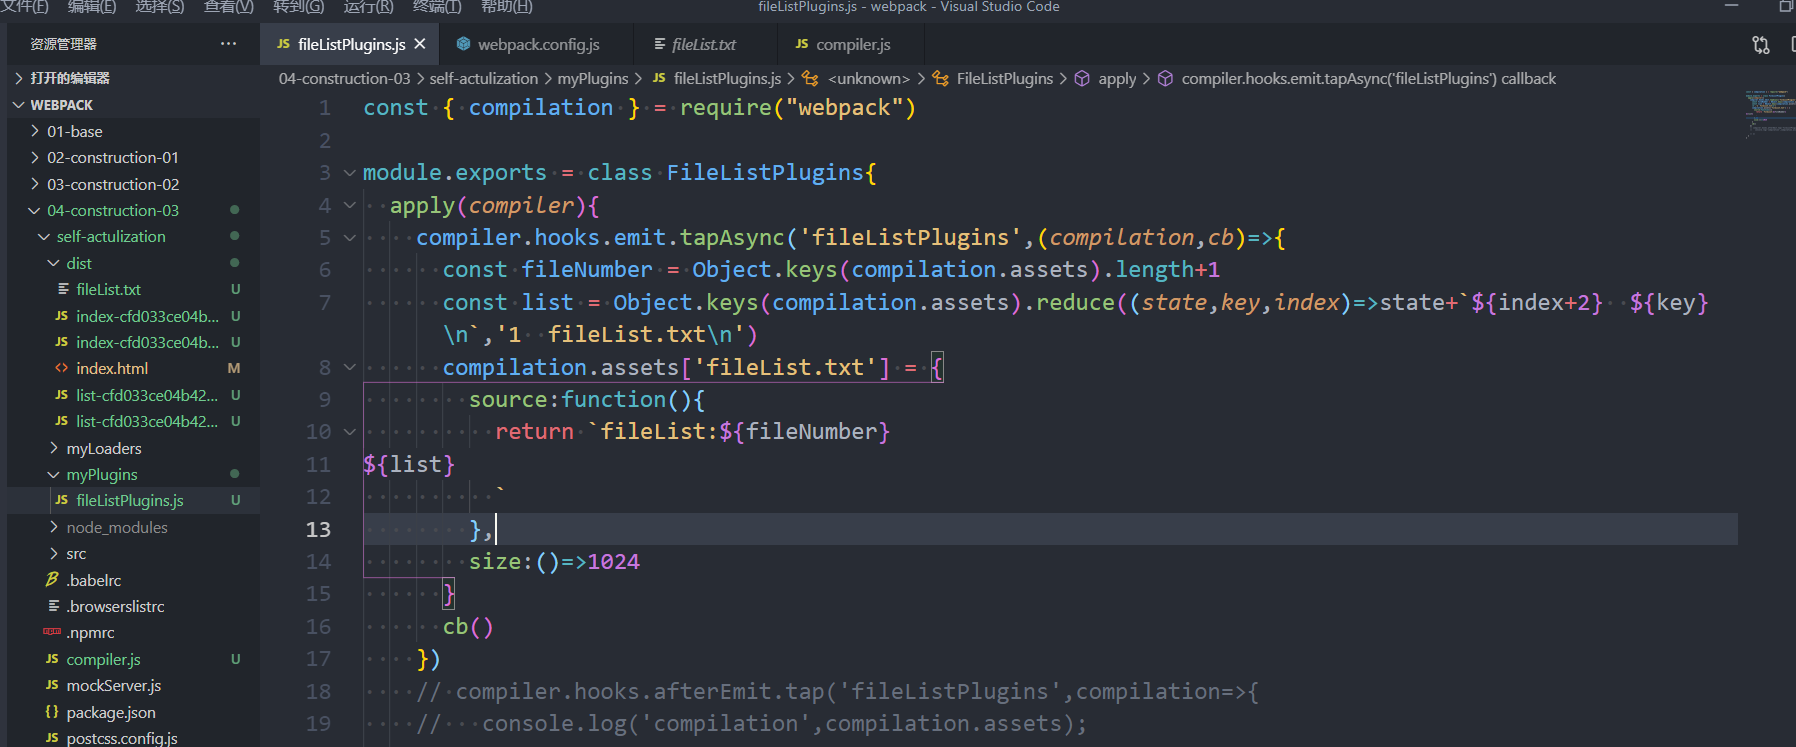 文件(F) 编辑(E) 选择(S) 查看(V) 转到(G) 运行(R) 终端(T) 帮助(H) fileListPlugins.js - webpack - Visual Studio Code
资源管理器 ···
打开的编辑器
WEBPACK
01-base
02-construction-01
03-construction-02
04-construction-03
self-actulization
dist
fileList.txt U
JS index-cfd033ce04b... U
JS index-cfd033ce04b... U
<> index.html M
JS list-cfd033ce04b42... U
JS list-cfd033ce04b42... U
myLoaders
myPlugins
JS fileListPlugins.js U
node_modules
src
.babelrc
.browserslistrc
npm .npmrc
JS compiler.js U
JS mockServer.js
{} package.json
JS postcss.config.js
JS fileListPlugins.js × webpack.config.js fileList.txt JS compiler.js
04-construction-03 > self-actulization > myPlugins > JS fileListPlugins.js > <unknown> > FileListPlugins > apply > compiler.hooks.emit.tapAsync('fileListPlugins') callback
1 const { compilation } = require("webpack")
2
3 module.exports = class FileListPlugins{
4 apply(compiler){
5 compiler.hooks.emit.tapAsync('fileListPlugins',(compilation,cb)=>{
6 const fileNumber = Object.keys(compilation.assets).length+1
7 const list = Object.keys(compilation.assets).reduce((state,key,index)=>state+`${index+2}  ${key}
\n`,'1  fileList.txt\n')
8 compilation.assets['fileList.txt'] = {
9 source:function(){
10 return `fileList:${fileNumber}
11 ${list}
12 `
13 },
14 size:()=>1024
15 }
16 cb()
17 })
18 // compiler.hooks.afterEmit.tap('fileListPlugins',compilation=>{
19 //   console.log('compilation',compilation.assets);